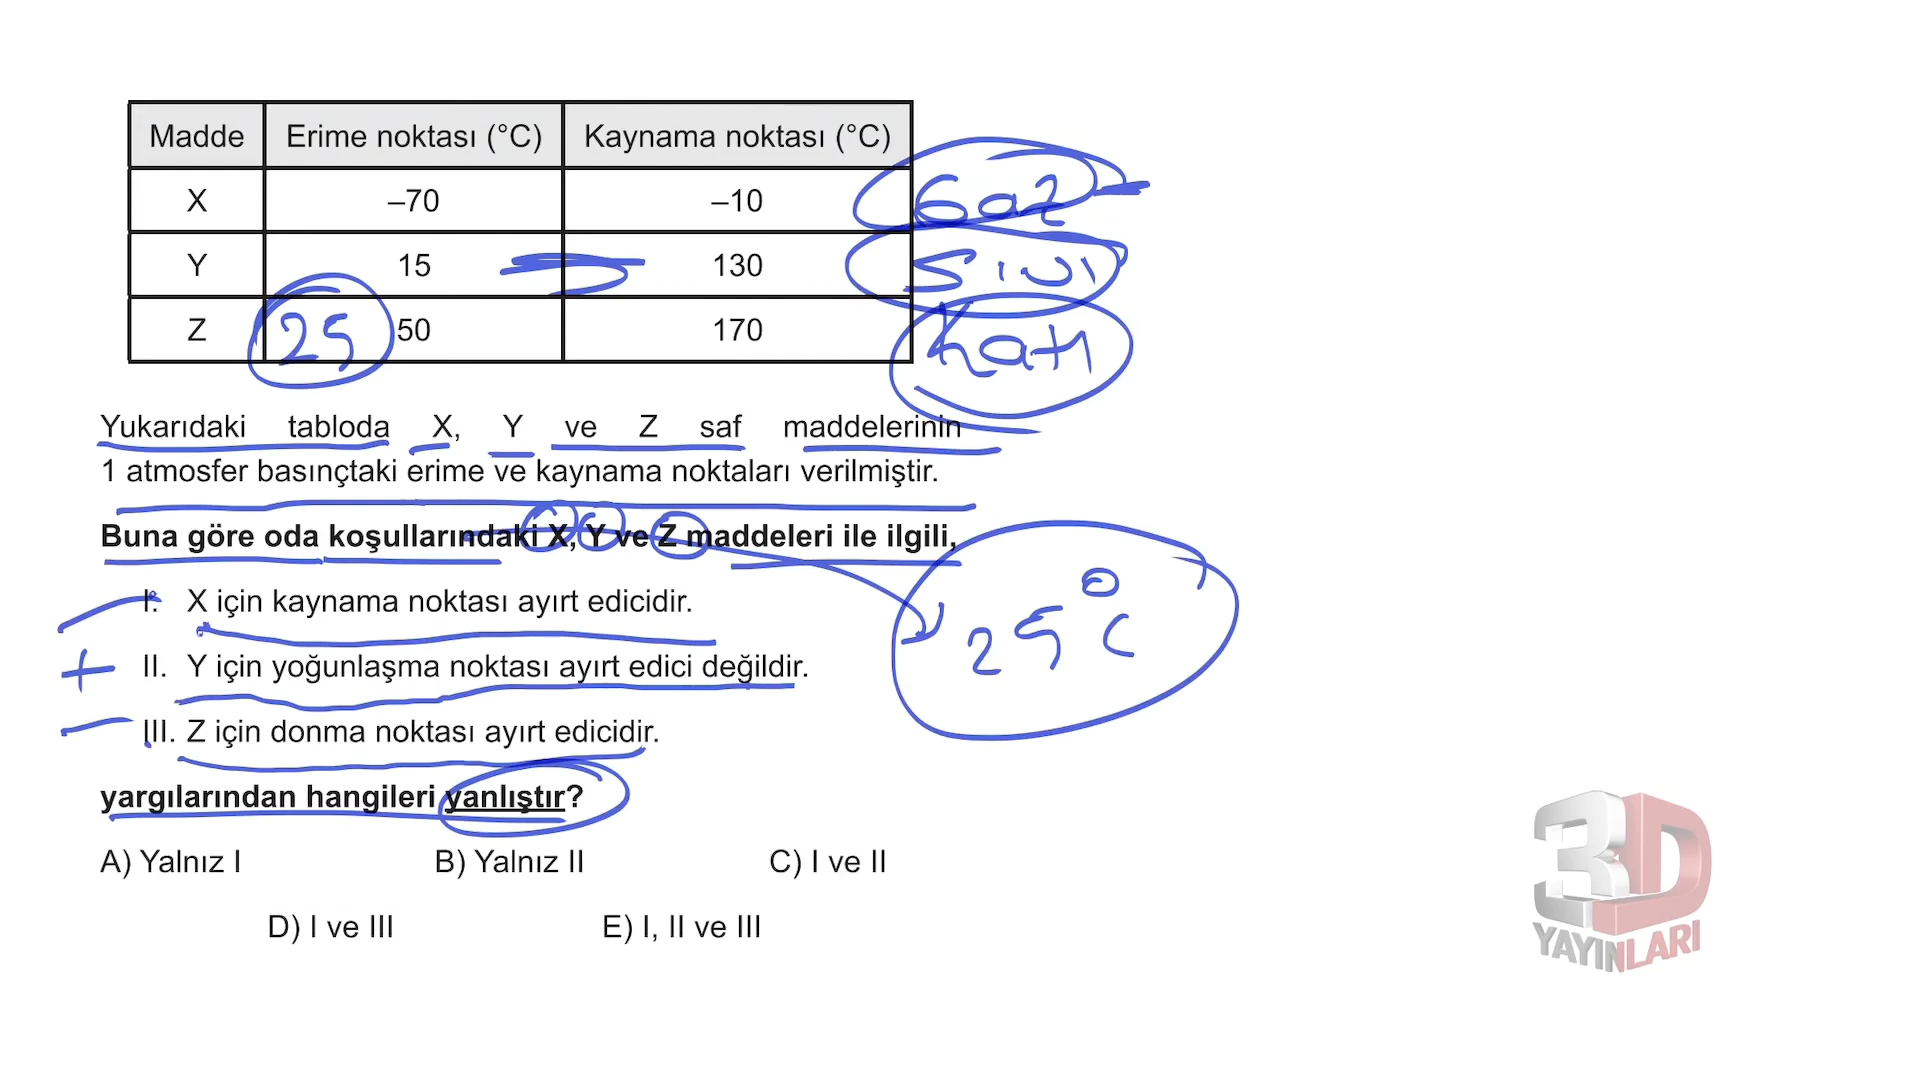 Madde Erime noktası (°C) Kaynama noktası (°C)
X –70 –10 Gaz
Y 15 130 Sıvı
Z 25 50 170 Katı
Yukarıdaki tabloda X, Y ve Z saf maddelerinin
1 atmosfer basınçtaki erime ve kaynama noktaları verilmiştir.
Buna göre oda koşullarındaki X, Y ve Z maddeleri ile ilgili,
I. X için kaynama noktası ayırt edicidir.
25 °C
+ II. Y için yoğunlaşma noktası ayırt edici değildir.
III. Z için donma noktası ayırt edicidir.
yargılarından hangileri yanlıştır?
A) Yalnız I B) Yalnız II C) I ve II
D) I ve III E) I, II ve III
3D
YAYINLARI